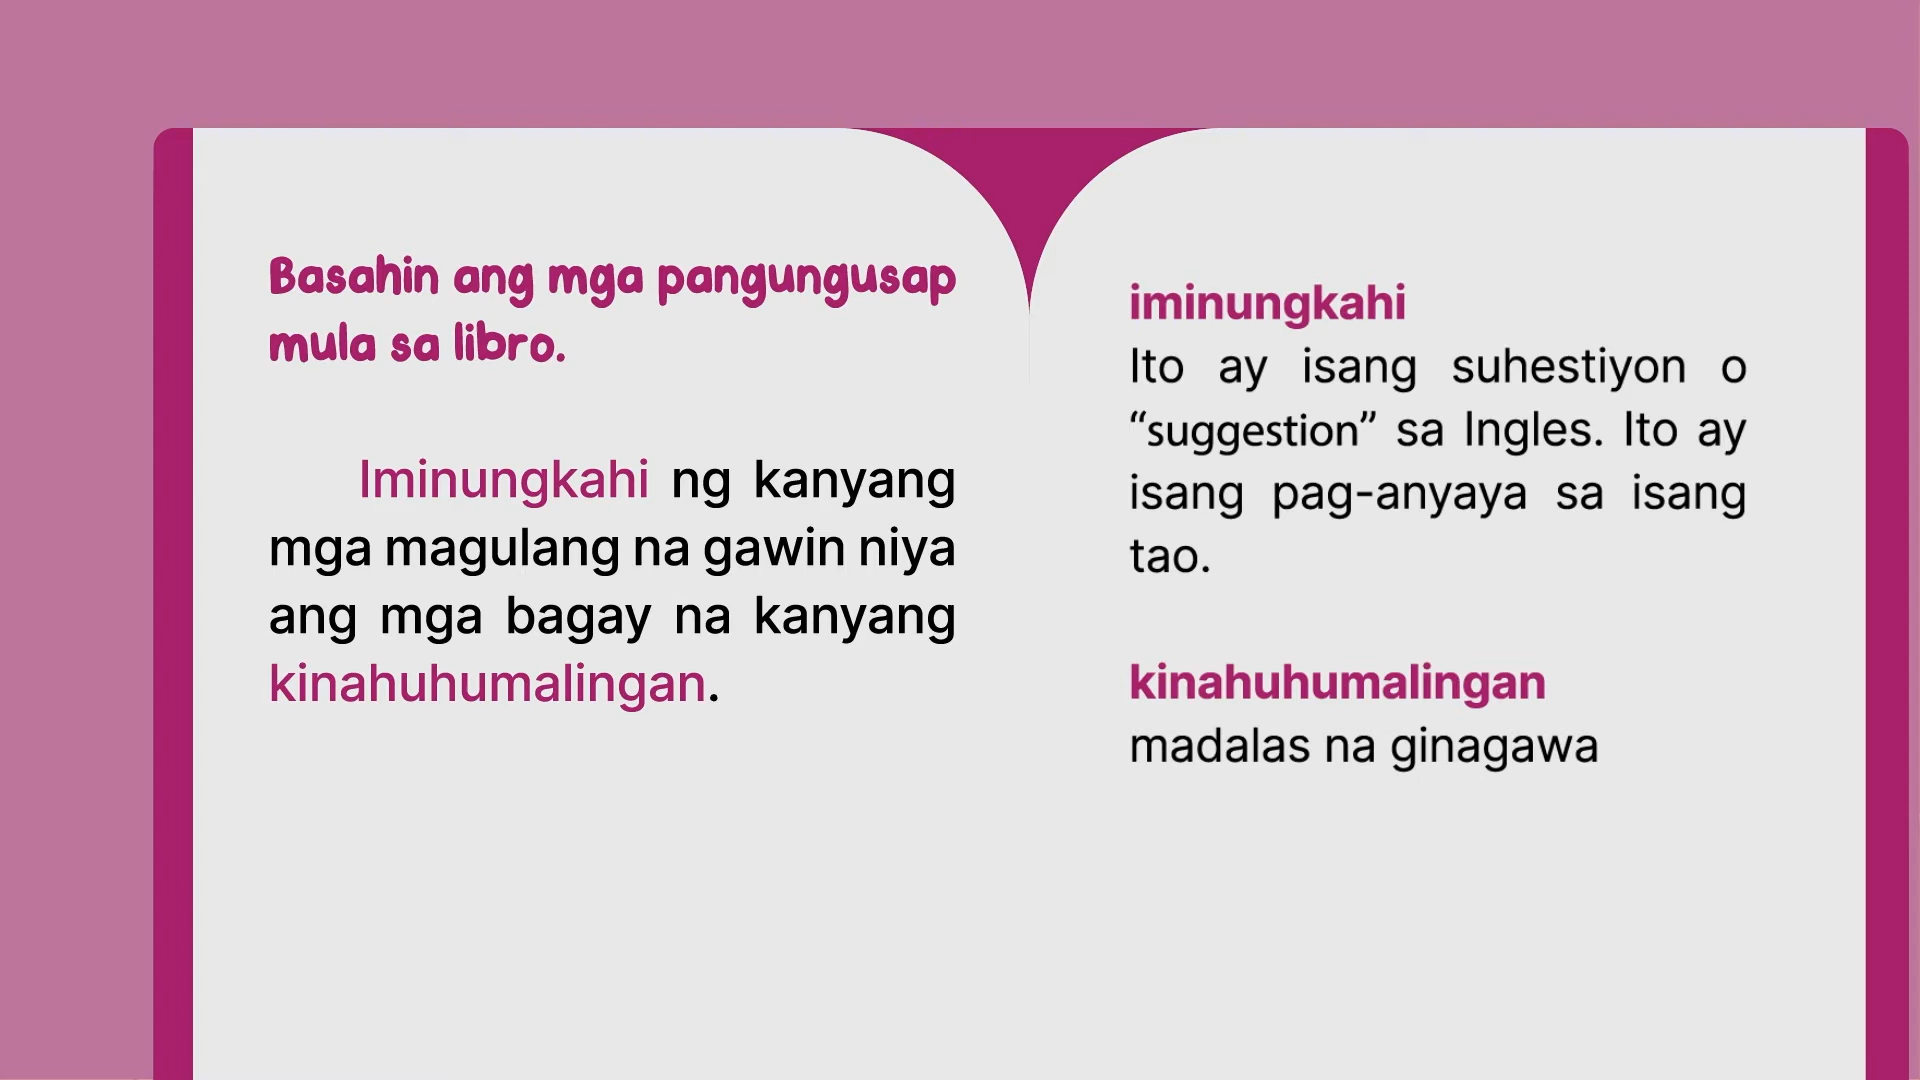 Basahin ang mga pangungusap
mula sa libro.
Iminungkahi ng kanyang
mga magulang na gawin niya
ang mga bagay na kanyang
kinahuhumalingan.
iminungkahi
Ito ay isang suhestiyon o
“suggestion” sa Ingles. Ito ay
isang pag-anyaya sa isang
tao.
kinahuhumalingan
madalas na ginagawa